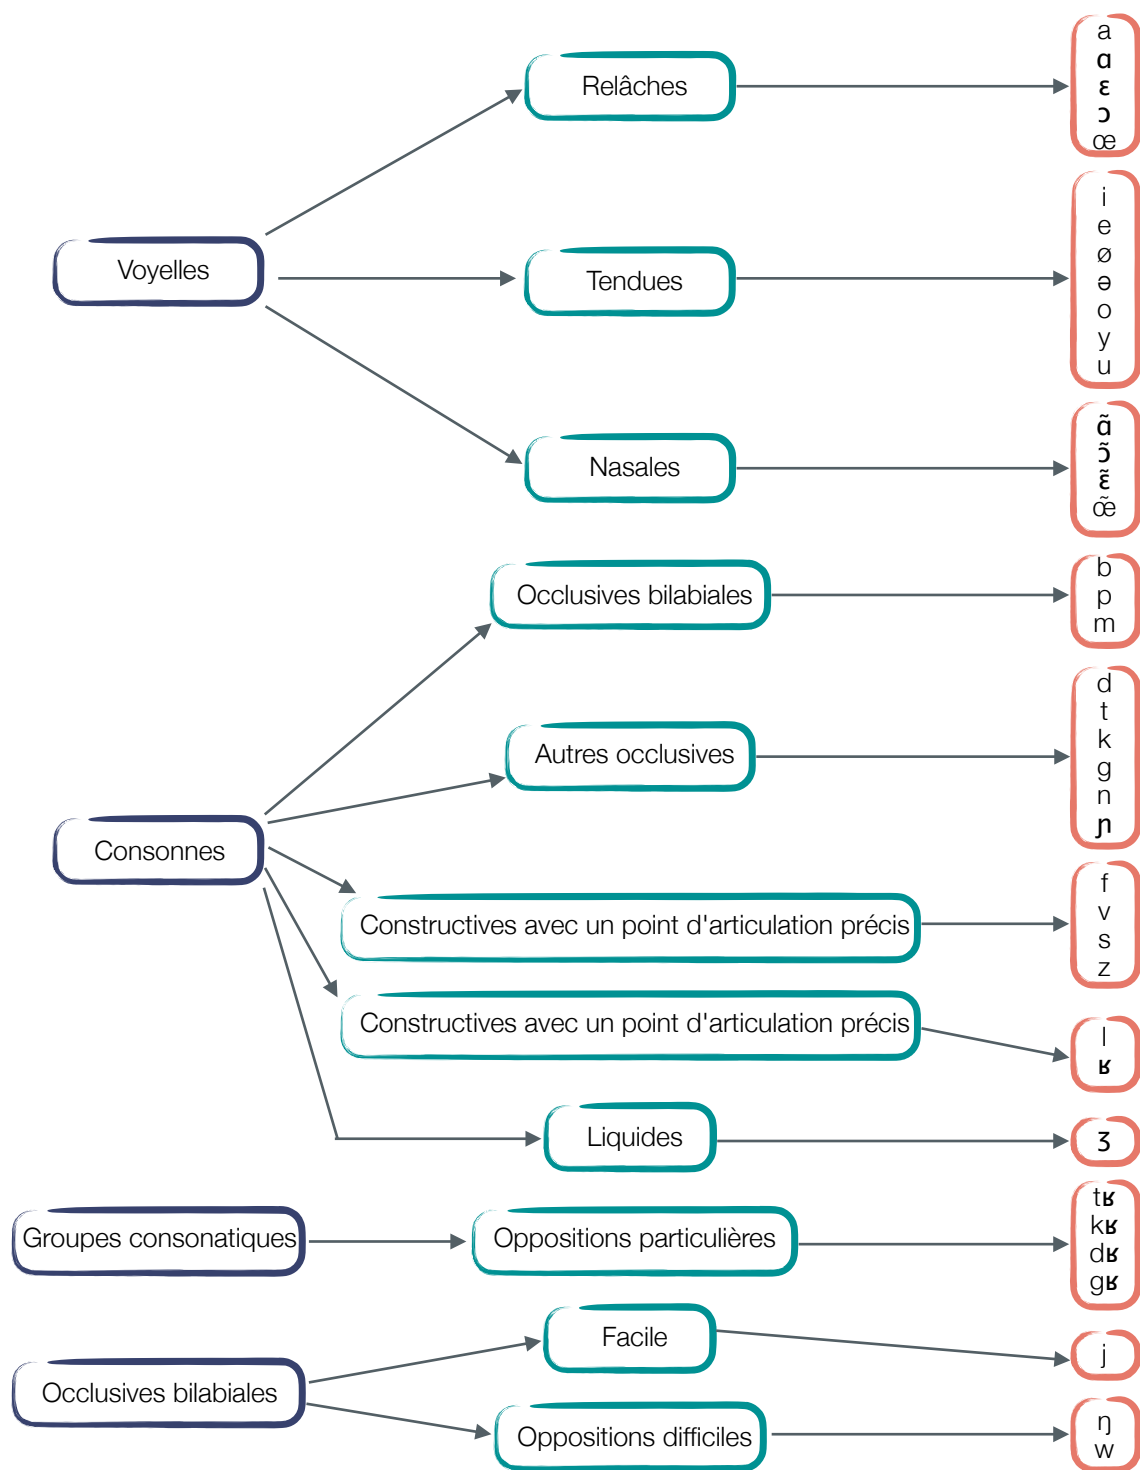 Voyelles
Relâches
a
ɑ
ɛ
ɔ
œ
Tendues
i
e
ø
ə
o
y
u
Nasales
ɑ̃
ɔ̃
ɛ̃
œ̃
Consonnes
Occlusives bilabiales
b
p
m
Autres occlusives
d
t
k
g
n
ɲ
Constructives avec un point d'articulation précis
f
v
s
z
Constructives avec un point d'articulation précis
l
ʁ
Liquides
ʒ
Groupes consonatiques
Oppositions particulières
tʁ
kʁ
dʁ
gʁ
Occlusives bilabiales
Facile
j
Oppositions difficiles
ŋ
w